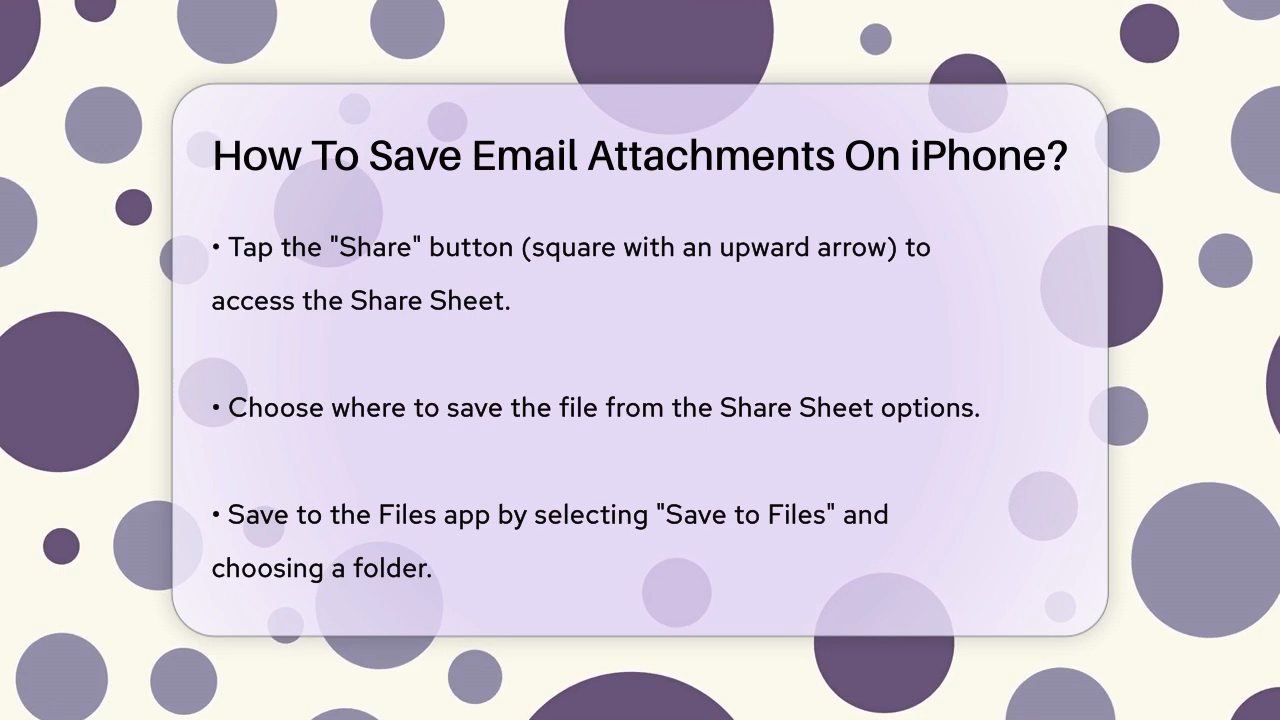 How To Save Email Attachments On iPhone?
• Tap the "Share" button (square with an upward arrow) to
access the Share Sheet.
• Choose where to save the file from the Share Sheet options.
• Save to the Files app by selecting "Save to Files" and
choosing a folder.